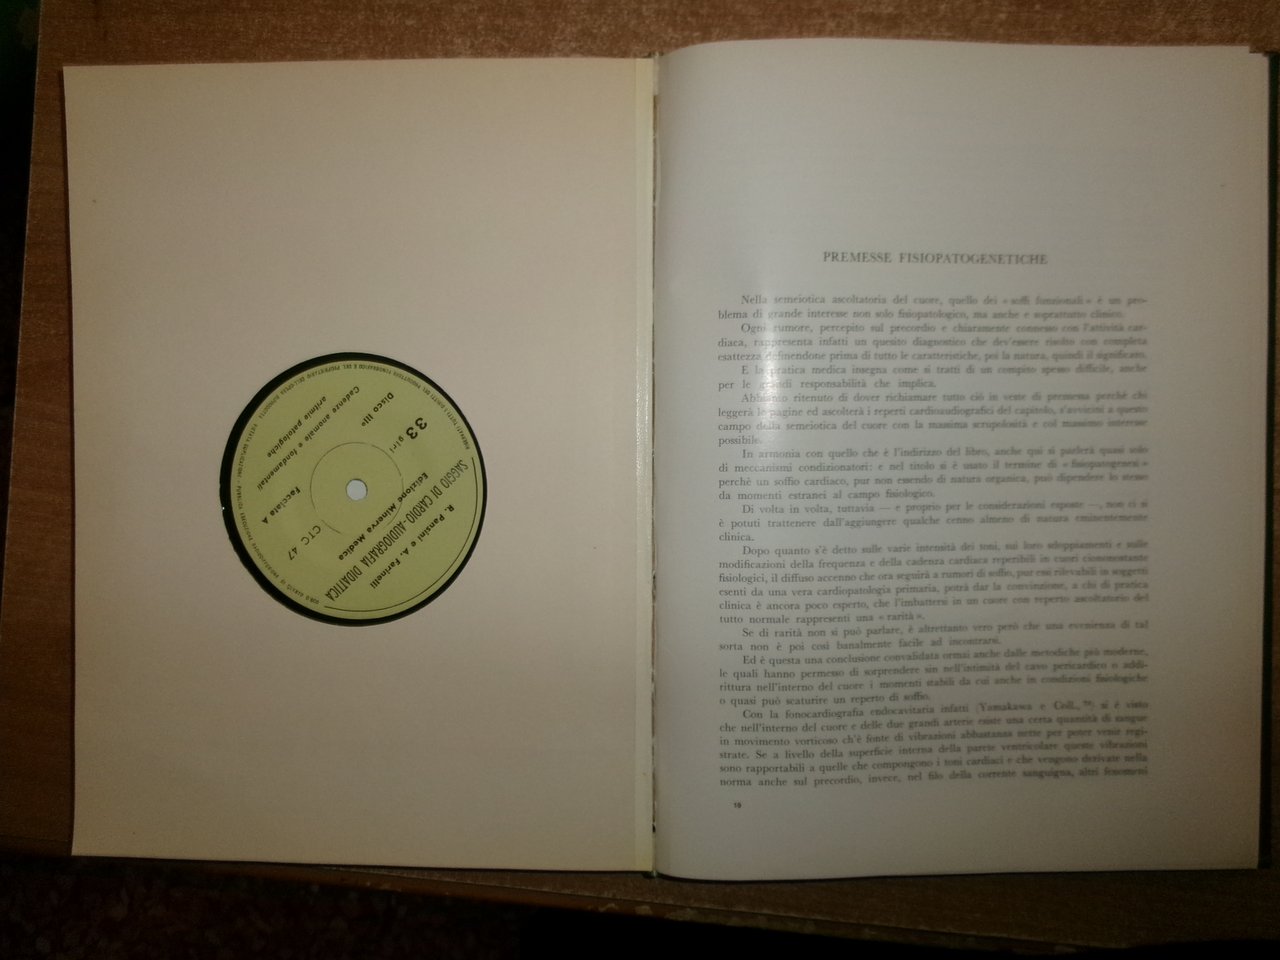 R. Pansini e A. Farinelli
SAGGIO DI CARDIO-AUDIOGRAFIA DIDATTICA
Edizione Minerva Medica
CTC 47
33 giri
Disco III°
Facciata A
Cadenze anomale e fondamentali
aritmie patologiche
PREMESSE FISIOPATOGENETICHE
Nella semeiotica ascoltatoria del cuore, quello dei « soffi funzionali » è un pro-
blema di grande interesse non solo fisiopatologico, ma anche e soprattutto clinico.
Ogni rumore, percepito sul precordio e chiaramente connesso con l'attività car-
diaca, rappresenta infatti un quesito diagnostico che dev'essere risolto con completa
esattezza definendone prima di tutto le caratteristiche, poi la natura, quindi il significato.
E la pratica medica insegna come si tratti di un compito spesso difficile, anche
per le grandi responsabilità che implica.
Abbiamo ritenuto di dover richiamare tutto ciò in veste di premessa perchè chi
leggerà le pagine ed ascolterà i reperti cardioaudiografici del capitolo, s'avvicini a questo
campo della semeiotica del cuore con la massima scrupolosità e col massimo interesse
possibile.
In armonia con quello che è l'indirizzo del libro, anche qui si parlerà quasi solo
di meccanismi condizionatori: e nel titolo si è usato il termine di « fisiopatogenesi »
perchè un soffio cardiaco, pur non essendo di natura organica, può dipendere lo stesso
da momenti estranei al campo fisiologico.
Di volta in volta, tuttavia — e proprio per le considerazioni esposte —, non ci si
è potuti trattenere dall'aggiungere qualche cenno almeno di natura eminentemente
clinica.
Dopo quanto s'è detto sulle varie intensità dei toni, sui loro sdoppiamenti e sulle
modificazioni della frequenza e della cadenza cardiaca reperibili in cuori ciononostante
fisiologici, il diffuso accenno che ora seguirà a rumori di soffio, pur essi rilevabili in soggetti
esenti da una vera cardiopatologia primaria, potrà dar la convinzione, a chi di pratica
clinica è ancora poco esperto, che l'imbattersi in un cuore con reperto ascoltatorio del
tutto normale rappresenti una « rarità ».
Se di rarità non si può parlare, è altrettanto vero però che una evenienza di tal
sorta non è poi così banalmente facile ad incontrarsi.
Ed è questa una conclusione convalidata ormai anche dalle metodiche più moderne,
le quali hanno permesso di sorprendere sin nell'intimità del cavo pericardico o addi-
rittura nell'interno del cuore i momenti stabili da cui anche in condizioni fisiologiche
o quasi può scaturire un reperto di soffio.
Con la fonocardiografia endocavitaria infatti (Yamakawa e Coll., ) si è visto
che nell'interno del cuore e delle due grandi arterie esiste una certa quantità di sangue
in movimento vorticoso ch'è fonte di vibrazioni abbastanza nette per poter venir regi-
strate. Se a livello della superficie interna della parete ventricolare queste vibrazioni
sono rapportabili a quelle che compongono i toni cardiaci e che vengono derivate nella
norma anche sul precordio, invece, nel filo della corrente sanguigna, altri fenomeni